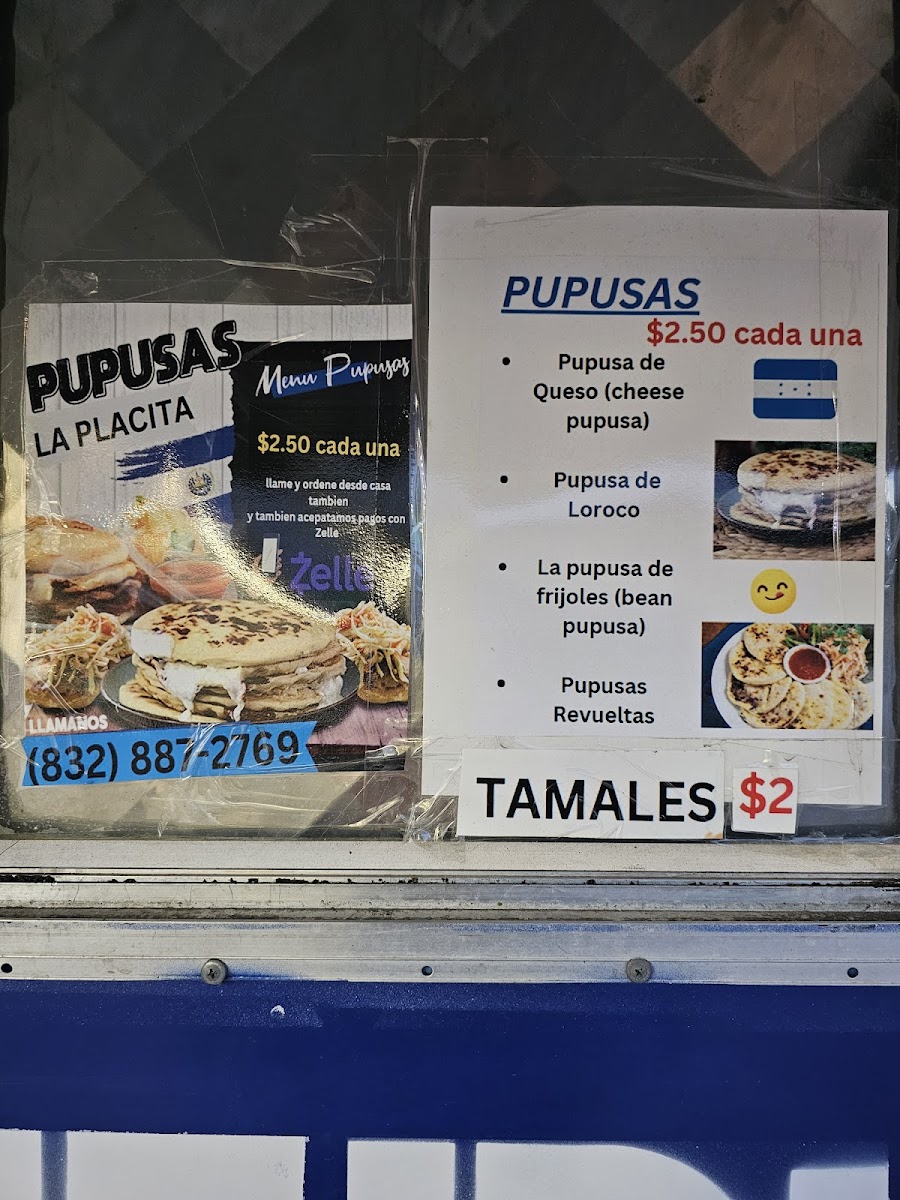 PUPUSAS
LA PLACITA
Menu Pupusas
$2.50 cada una
llame y ordene desde casa
tambien
y tambien acepatamos pagos con
Zelle
Zelle
LLAMANOS
(832) 887-2769
PUPUSAS
$2.50 cada una
• Pupusa de
Queso (cheese
pupusa)
• Pupusa de
Loroco
• La pupusa de
frijoles (bean
pupusa)
• Pupusas
Revueltas
TAMALES $2